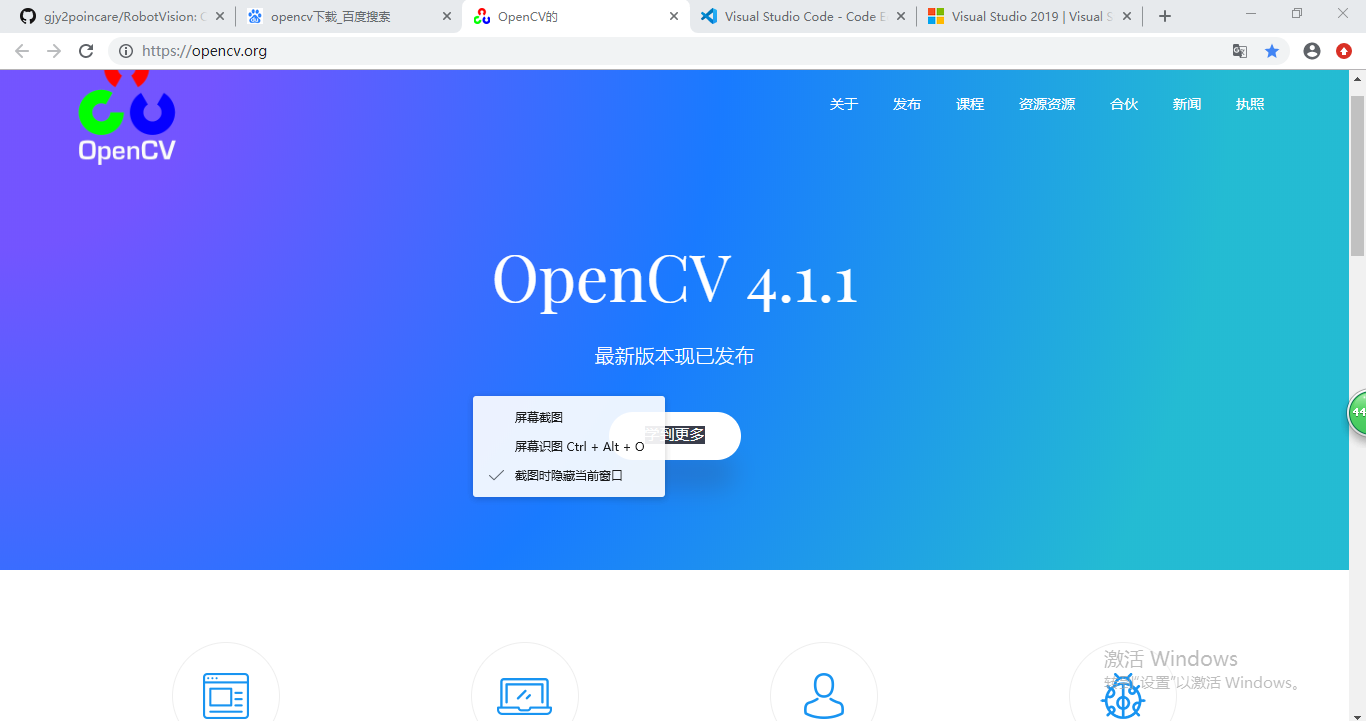 gjy2poincare/RobotVision:
opencv下载_百度搜索
OpenCV的
Visual Studio Code - Code E
Visual Studio 2019 | Visual S
https://opencv.org
OpenCV
关于
发布
课程
资源资源
合伙
新闻
执照
OpenCV 4.1.1
最新版本现已发布
屏幕截图
屏幕识图 Ctrl + Alt + O
截图时隐藏当前窗口
学到更多
44
激活 Windows
转到“设置”以激活 Windows。